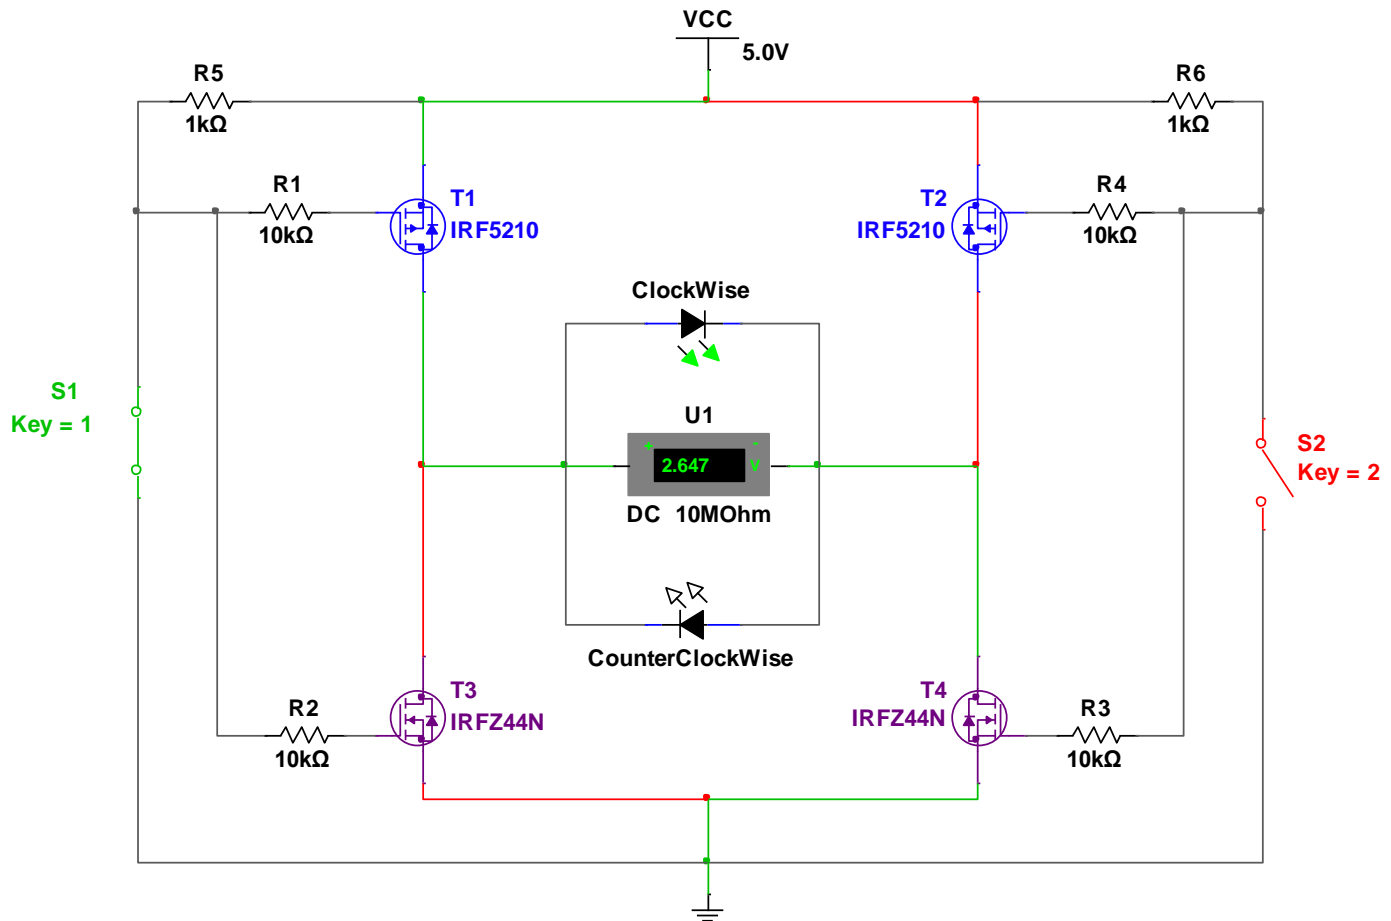 VCC
5.0V
R5
1kΩ
R6
1kΩ
R1
10kΩ
T1
IRF5210
T2
IRF5210
R4
10kΩ
ClockWise
S1
Key = 1
U1
+ -
2.647 V
DC 10MOhm
S2
Key = 2
CounterClockWise
R2
10kΩ
T3
IRFZ44N
T4
IRFZ44N
R3
10kΩ